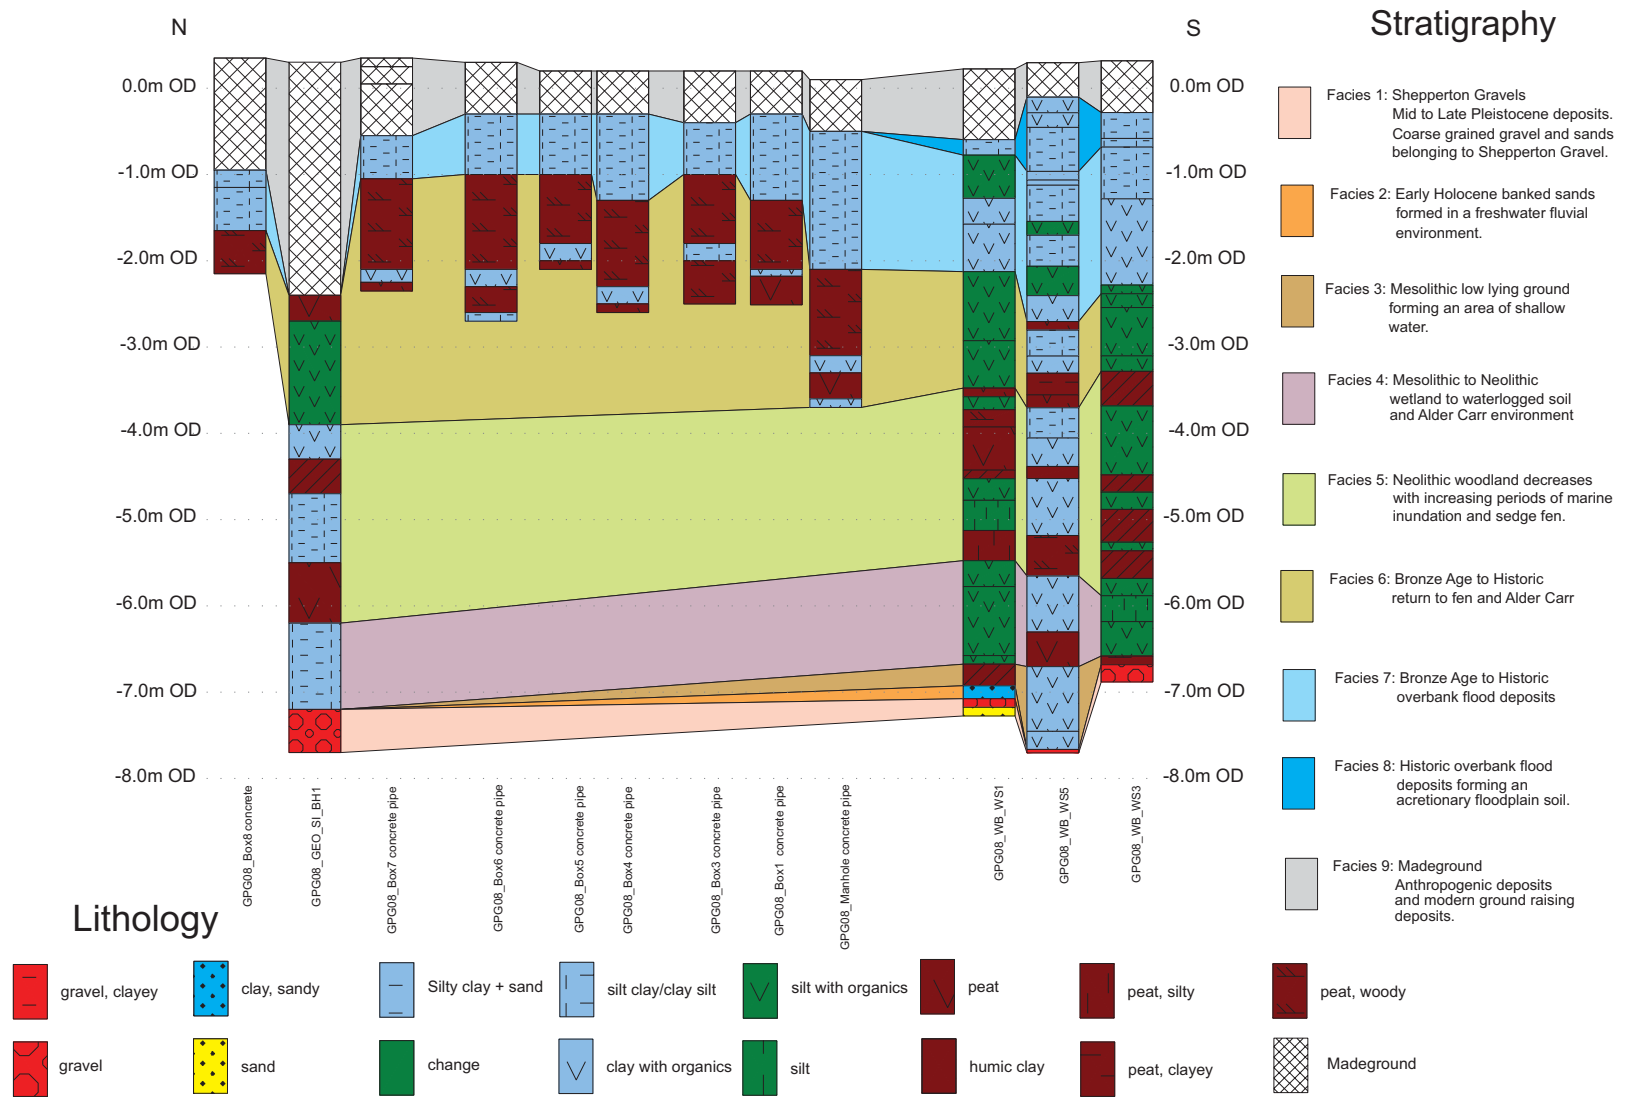 N
S
Stratigraphy
0.0m OD
-1.0m OD
-2.0m OD
-3.0m OD
-4.0m OD
-5.0m OD
-6.0m OD
-7.0m OD
-8.0m OD
0.0m OD
-1.0m OD
-2.0m OD
-3.0m OD
-4.0m OD
-5.0m OD
-6.0m OD
-7.0m OD
-8.0m OD
Facies 1: Shepperton Gravels
Mid to Late Pleistocene deposits.
Coarse grained gravel and sands
belonging to Shepperton Gravel.
Facies 2: Early Holocene banked sands
formed in a freshwater fluvial
environment.
Facies 3: Mesolithic low lying ground
forming an area of shallow
water.
Facies 4: Mesolithic to Neolithic
wetland to waterlogged soil
and Alder Carr environment
Facies 5: Neolithic woodland decreases
with increasing periods of marine
inundation and sedge fen.
Facies 6: Bronze Age to Historic
return to fen and Alder Carr
Facies 7: Bronze Age to Historic
overbank flood deposits
Facies 8: Historic overbank flood
deposits forming an
acretionary floodplain soil.
Facies 9: Madeground
Anthropogenic deposits
and modern ground raising
deposits.
GPG08_Box8 concrete
GPG08_GEO_SI_BH1
GPG08_Box7 concrete pipe
GPG08_Box6 concrete pipe
GPG08_Box5 concrete pipe
GPG08_Box4 concrete pipe
GPG08_Box3 concrete pipe
GPG08_Box1 concrete pipe
GPG08_Manhole concrete pipe
GPG08_WB_WS1
GPG08_WB_WS5
GPG08_WB_WS3
Lithology
gravel, clayey
clay, sandy
Silty clay + sand
silt clay/clay silt
silt with organics
peat
peat, silty
peat, woody
gravel
sand
change
clay with organics
silt
humic clay
peat, clayey
Madeground